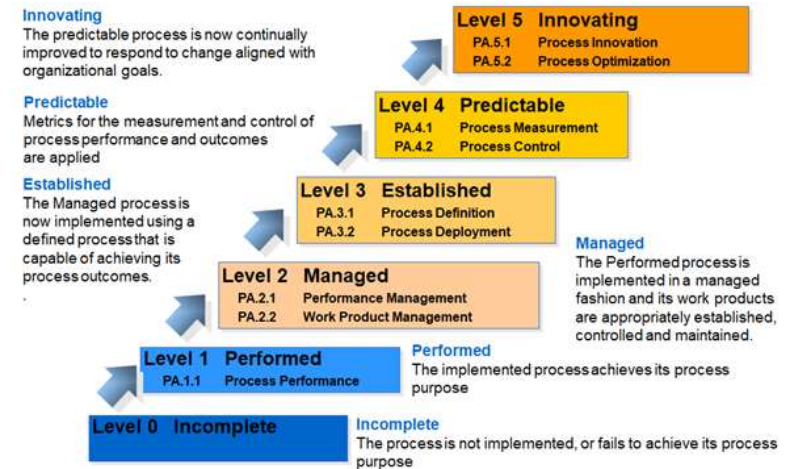 Innovating
The predictable process is now continually
improved to respond to change aligned with
organizational goals.
Level 5 Innovating
PA.5.1 Process Innovation
PA.5.2 Process Optimization
Predictable
Metrics for the measurement and control of
process performance and outcomes
are applied
Level 4 Predictable
PA.4.1 Process Measurement
PA.4.2 Process Control
Established
The Managed process is
now implemented using a
defined process that is
capable of achieving its
process outcomes.
.
Level 3 Established
PA.3.1 Process Definition
PA.3.2 Process Deployment
Managed
The Performed process is
implemented in a managed
fashion and its work products
are appropriately established,
controlled and maintained.
Level 2 Managed
PA.2.1 Performance Management
PA.2.2 Work Product Management
Level 1 Performed
PA.1.1 Process Performance
Performed
The implemented process achieves its process
purpose
Level 0 Incomplete
Incomplete
The process is not implemented, or fails to achieve its process
purpose